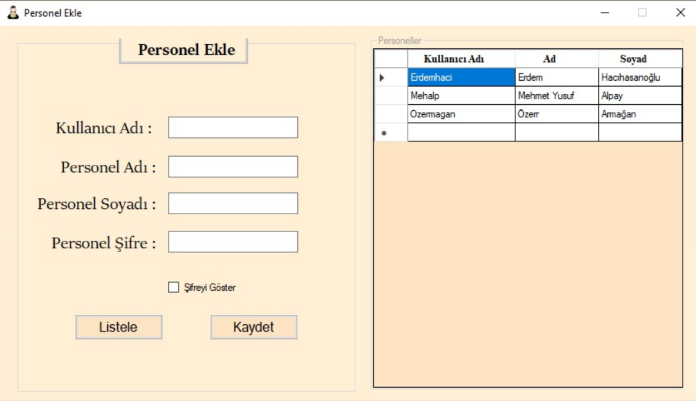 Personel Ekle
Personel Ekle
Kullanıcı Adı :
Personel Adı :
Personel Soyadı :
Personel Şifre :
Şifreyi Göster
Listele Kaydet
Personeller
Kullanıcı Adı Ad Soyad
Erdemhaci Erdem Hacıhasanoğlu
Mehalp Mehmet Yusuf Alpay
Ozermagan Özerr Armağan